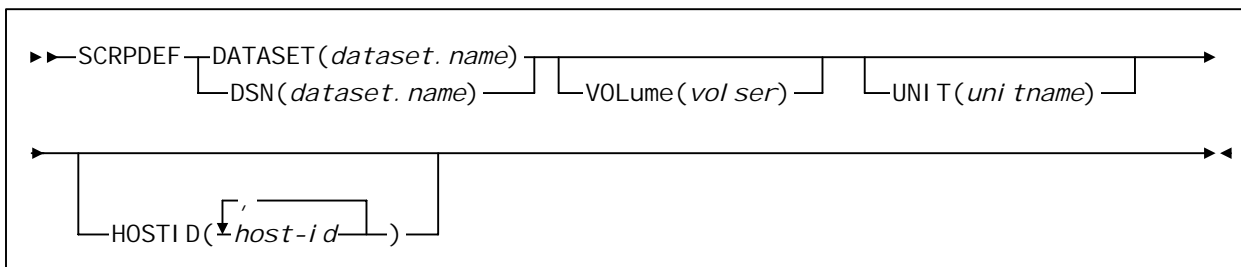 SCRPDEF DATASET(dataset.name)
DSN(dataset.name) VOLume(volser) UNIT(unitname)
,
HOSTID(host-id)